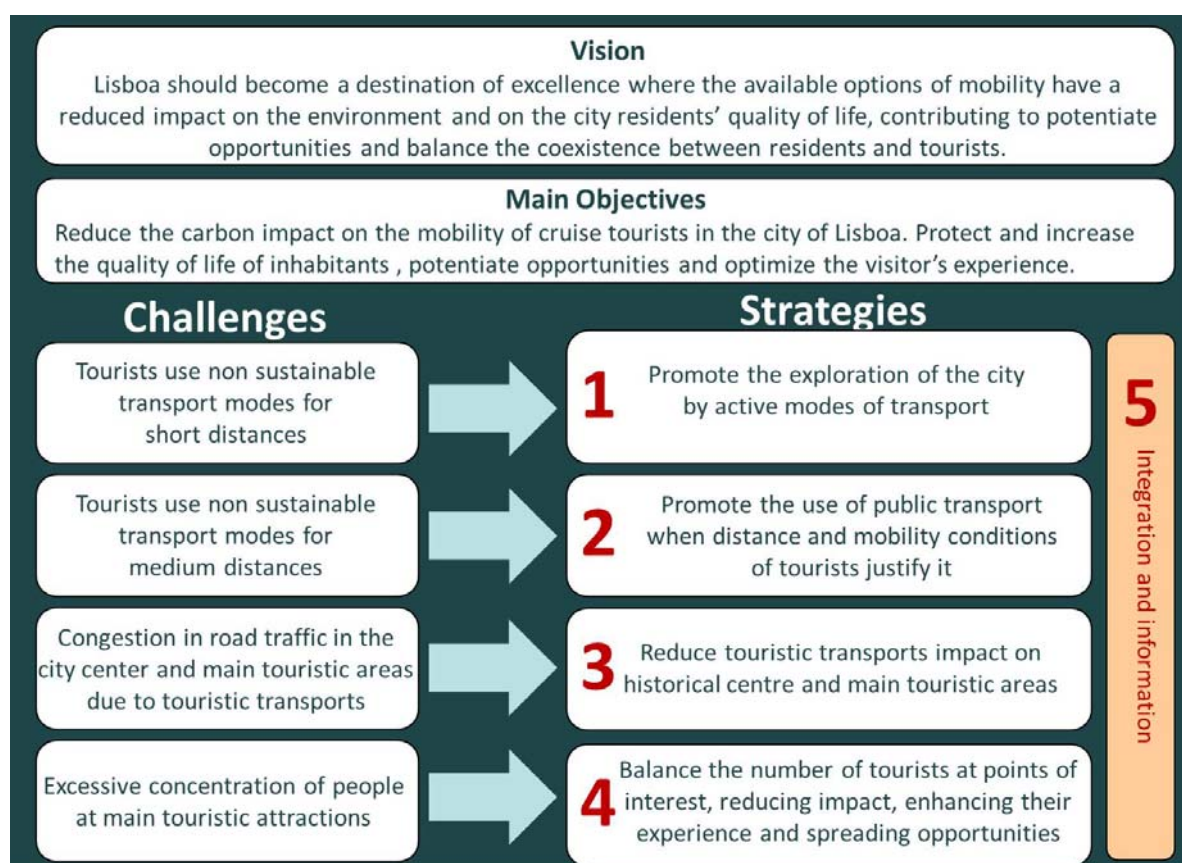 Vision
Lisboa should become a destination of excellence where the available options of mobility have a
reduced impact on the environment and on the city residents’ quality of life, contributing to potentiate
opportunities and balance the coexistence between residents and tourists.
Main Objectives
Reduce the carbon impact on the mobility of cruise tourists in the city of Lisboa. Protect and increase
the quality of life of inhabitants , potentiate opportunities and optimize the visitor’s experience.
Challenges
Strategies
Tourists use non sustainable
transport modes for
short distances
1
Promote the exploration of the city
by active modes of transport
Tourists use non sustainable
transport modes for
medium distances
2
Promote the use of public transport
when distance and mobility conditions
of tourists justify it
Congestion in road traffic in the
city center and main touristic areas
due to touristic transports
3
Reduce touristic transports impact on
historical centre and main touristic areas
Excessive concentration of people
at main touristic attractions
4
Balance the number of tourists at points of
interest, reducing impact, enhancing their
experience and spreading opportunities
5
Integration and information